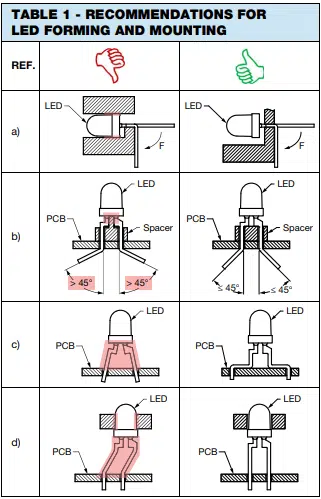 TABLE 1 - RECOMMENDATIONS FOR
LED FORMING AND MOUNTING
REF.
a)
LED
F
LED
F
b)
LED
PCB
Spacer
> 45°
> 45°
LED
PCB
Spacer
≤ 45°
≤ 45°
c)
LED
PCB
LED
PCB
d)
LED
PCB
LED
PCB